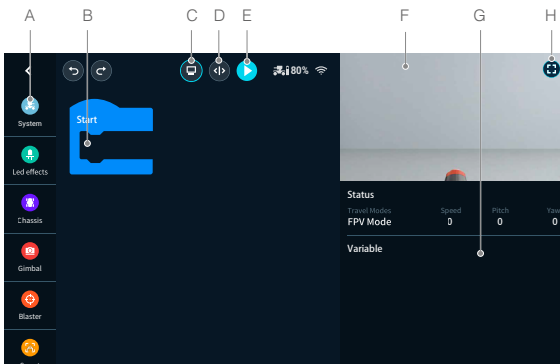 A B C D E F G H
80%
System
Start
Led effects
Chassis
Gimbal
Blaster
Status
Travel Modes Speed Pitch Yaw
FPV Mode 0 0 0
Variable